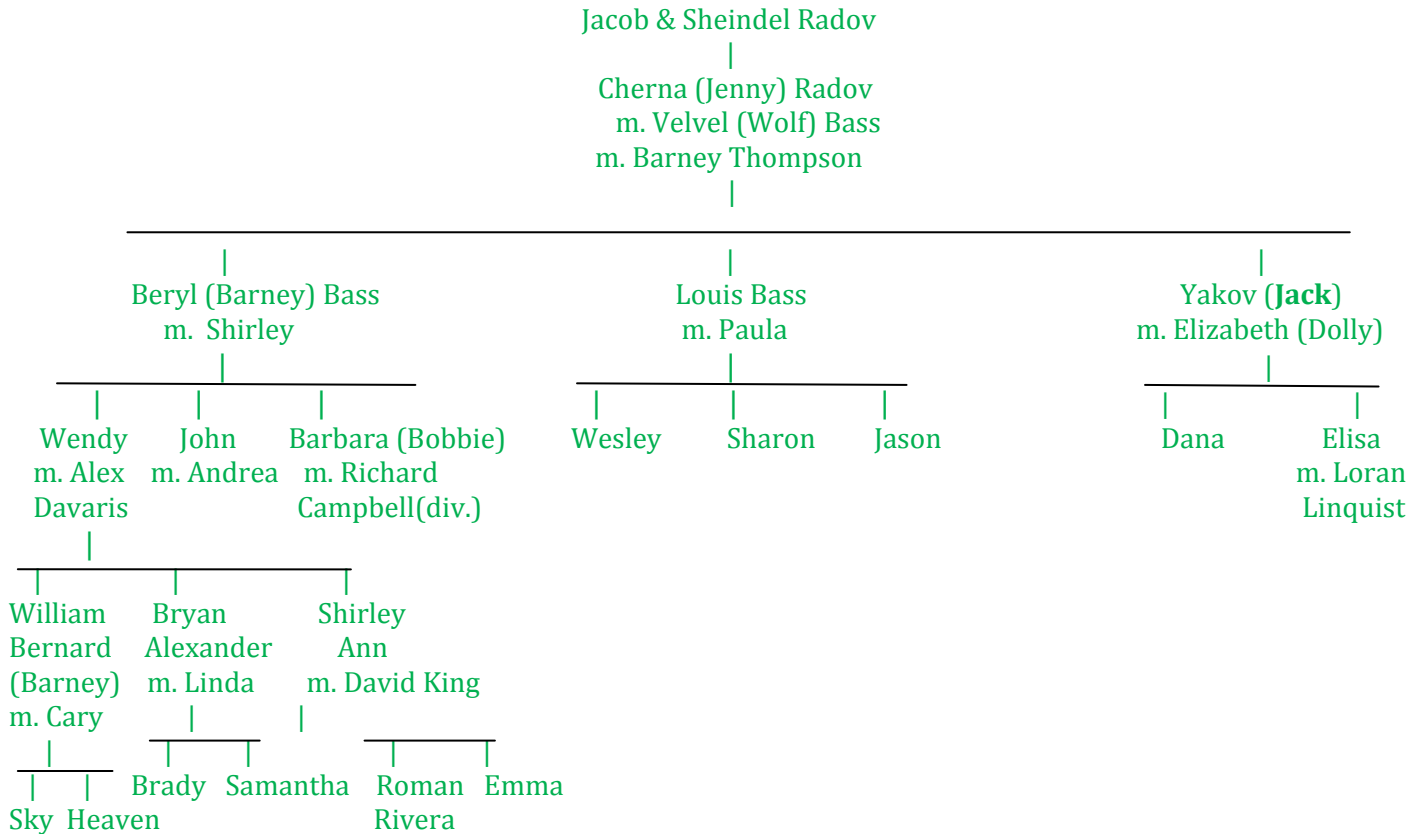 Jacob & Sheindel Radov
Cherna (Jenny) Radov
m. Velvel (Wolf) Bass
m. Barney Thompson
Beryl (Barney) Bass Louis Bass Yakov (Jack)
m. Shirley m. Paula m. Elizabeth (Dolly)
Wendy John Barbara (Bobbie) Wesley Sharon Jason Dana Elisa
m. Alex m. Andrea m. Richard m. Loran
Davaris Campbell(div.) Linquist
William Bryan Shirley
Bernard Alexander Ann
(Barney) m. Linda m. David King
m. Cary
Brady Samantha Roman Emma
Sky Heaven Rivera